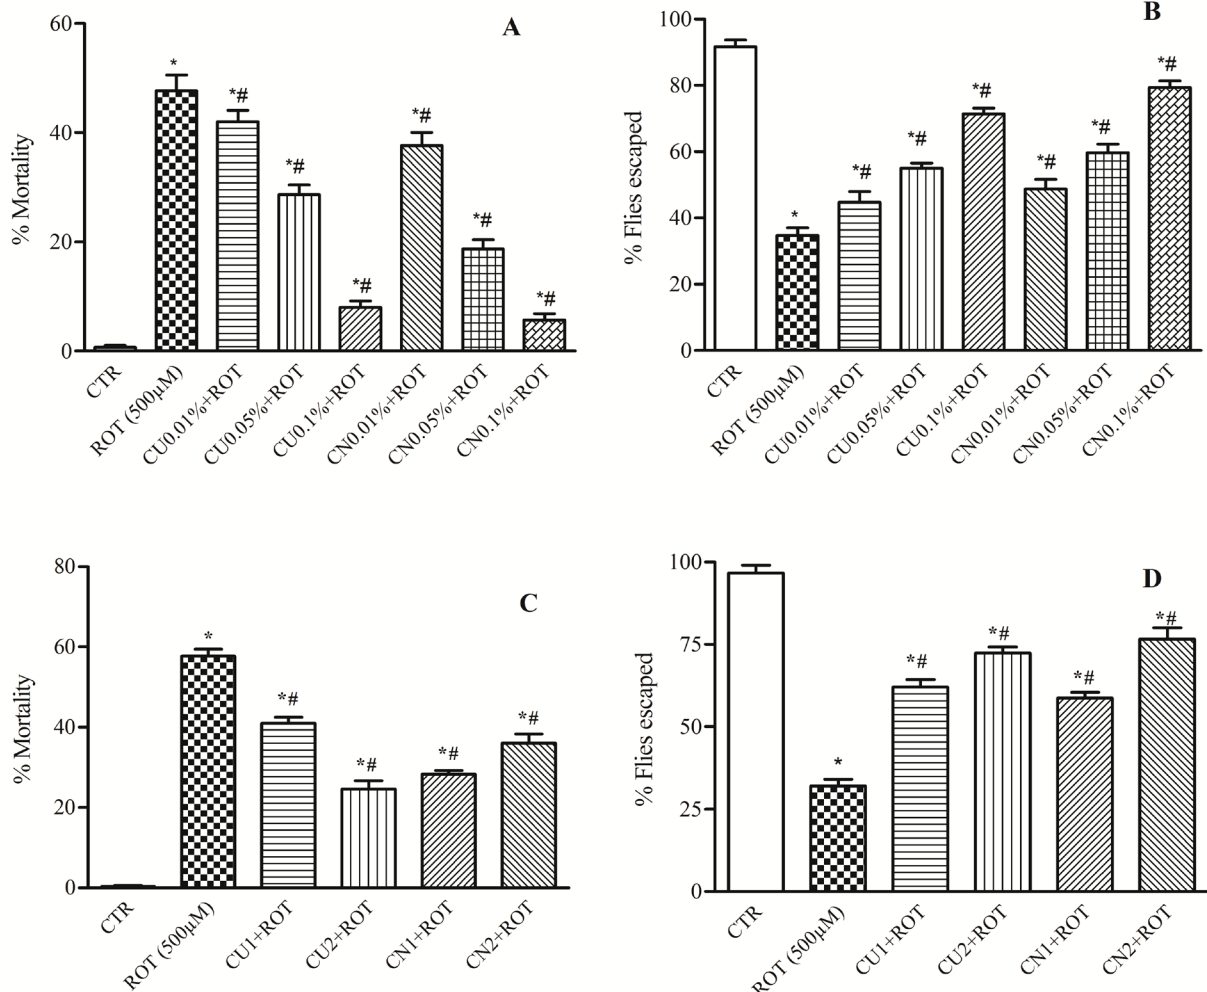 A
% Mortality
60
40
20
0
*
*#
*#
*#
*#
*#
*#
CTR
ROT (500µM)
CU0.01%+ROT
CU0.05%+ROT
CU0.1%+ROT
CN0.01%+ROT
CN0.05%+ROT
CN0.1%+ROT
B
% Flies escaped
100
80
60
40
20
0
*
*#
*#
*#
*#
*#
*#
CTR
ROT (500µM)
CU0.01%+ROT
CU0.05%+ROT
CU0.1%+ROT
CN0.01%+ROT
CN0.05%+ROT
CN0.1%+ROT
C
% Mortality
80
60
40
20
0
*
*#
*#
*#
*#
CTR
ROT (500µM)
CU1+ROT
CU2+ROT
CN1+ROT
CN2+ROT
D
% Flies escaped
100
75
50
25
0
*
*#
*#
*#
*#
CTR
ROT (500µM)
CU1+ROT
CU2+ROT
CN1+ROT
CN2+ROT